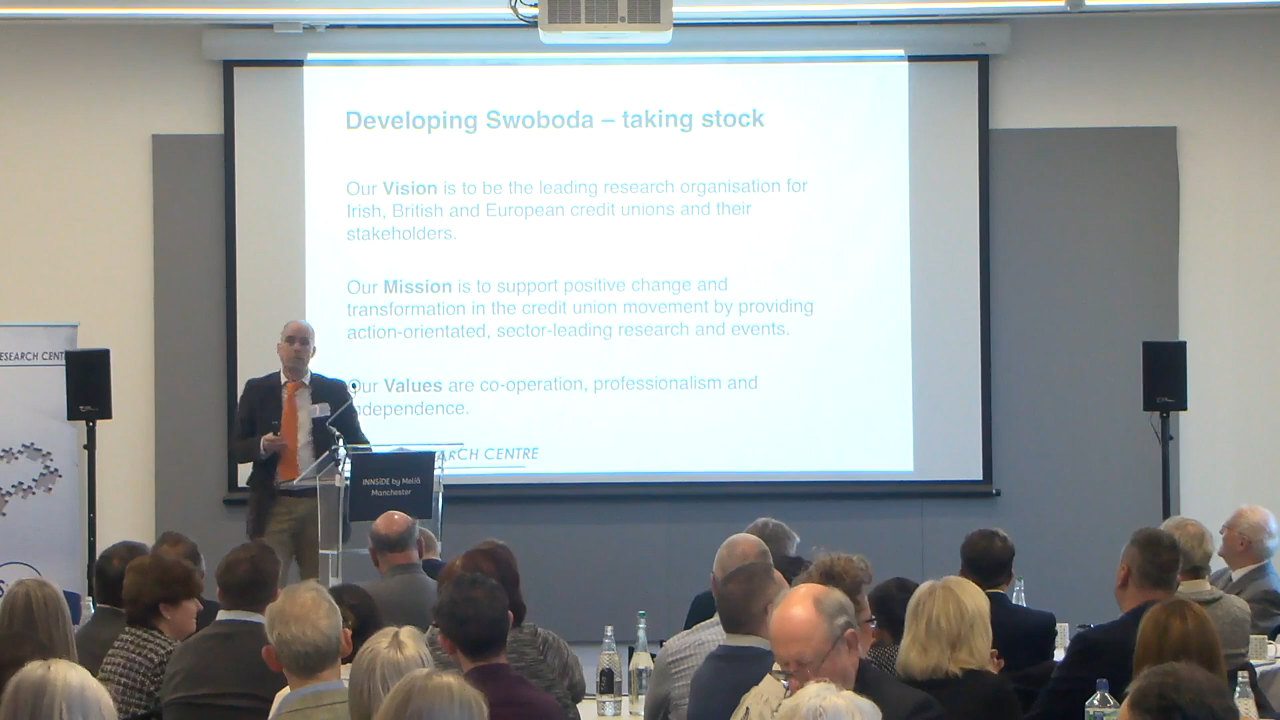 Developing Swoboda – taking stock
Our Vision is to be the leading research organisation for
Irish, British and European credit unions and their
stakeholders.
Our Mission is to support positive change and
transformation in the credit union movement by providing
action-orientated, sector-leading research and events.
Our Values are co-operation, professionalism and
independence.
ARCH CENTRE
ESEARCH CENT
INNSiDE by Meliá
Manchester